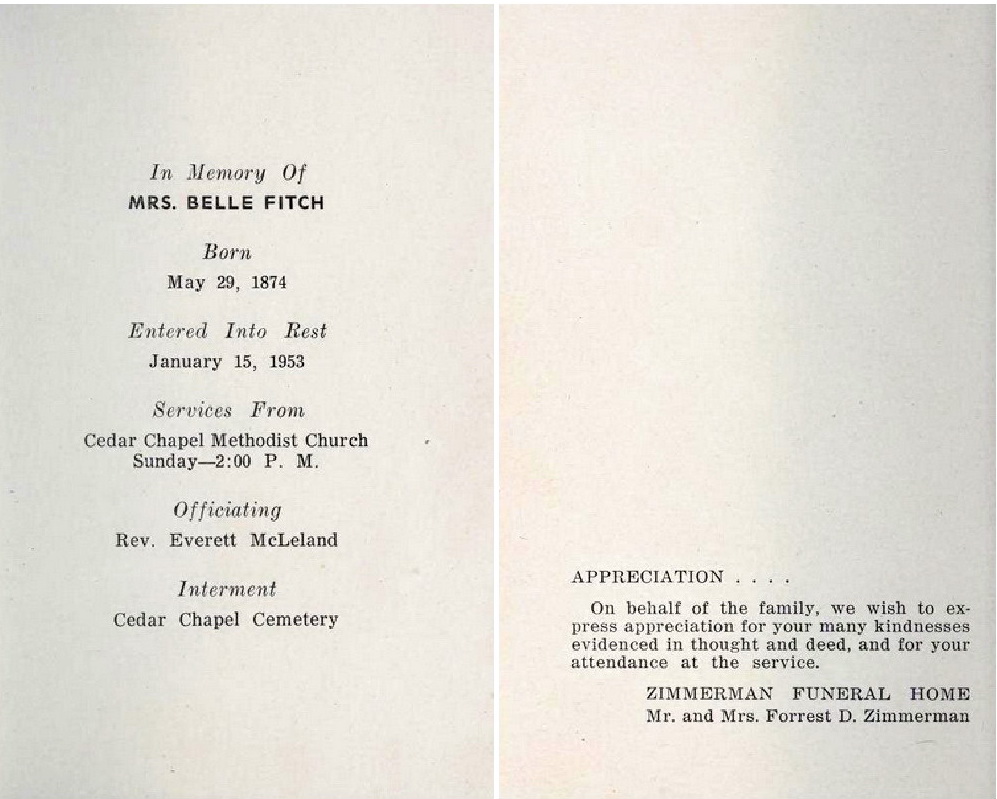 In Memory Of
MRS. BELLE FITCH
Born
May 29, 1874
Entered Into Rest
January 15, 1953
Services From
Cedar Chapel Methodist Church
Sunday—2:00 P. M.
Officiating
Rev. Everett McLeland
Interment
Cedar Chapel Cemetery
APPRECIATION . . . .
On behalf of the family, we wish to ex-
press appreciation for your many kindnesses
evidenced in thought and deed, and for your
attendance at the service.
ZIMMERMAN FUNERAL HOME
Mr. and Mrs. Forrest D. Zimmerman